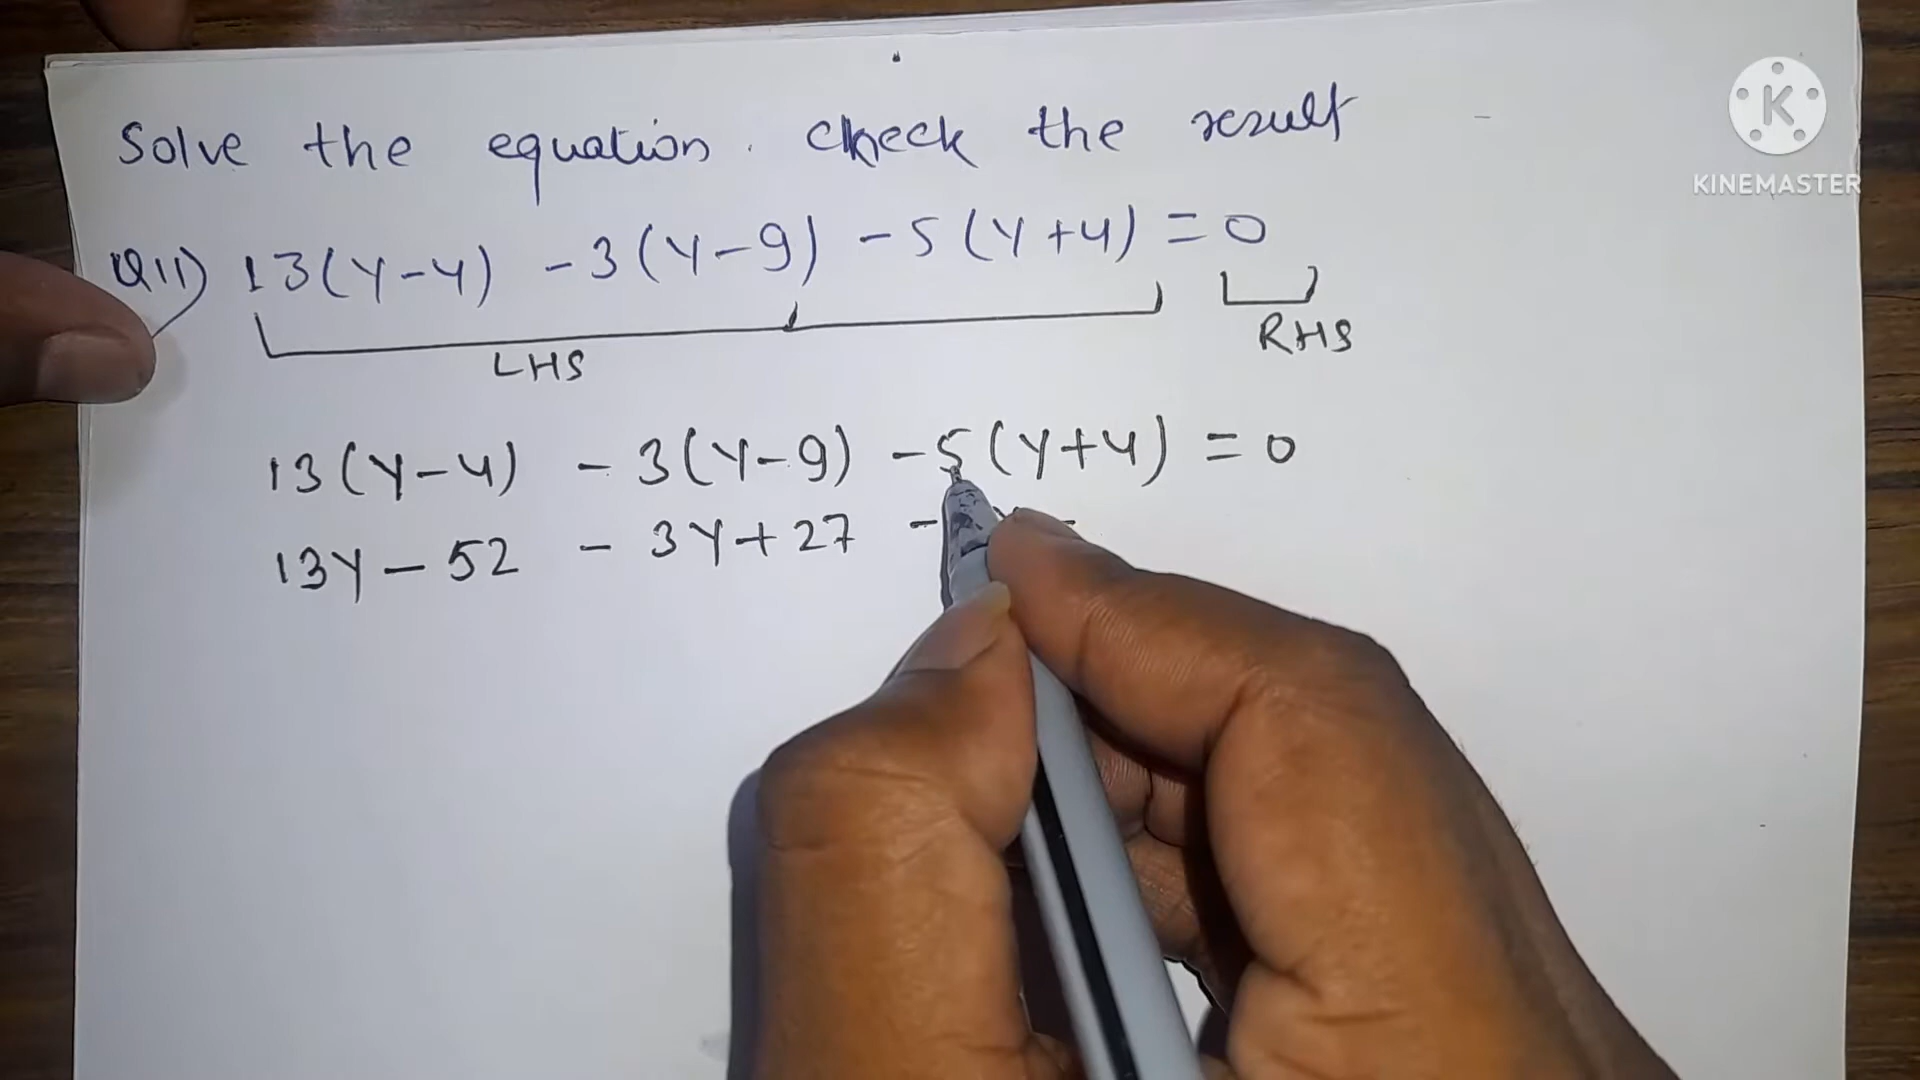 Solve the equation. Check the result
K
KINEMASTER
Q11) 13(Y-4) -3(Y-9) -5(Y+4) = 0
LHS
RHS
13(Y-4) -3(Y-9) -5(Y+4) = 0
13Y-52 -3Y+27 -